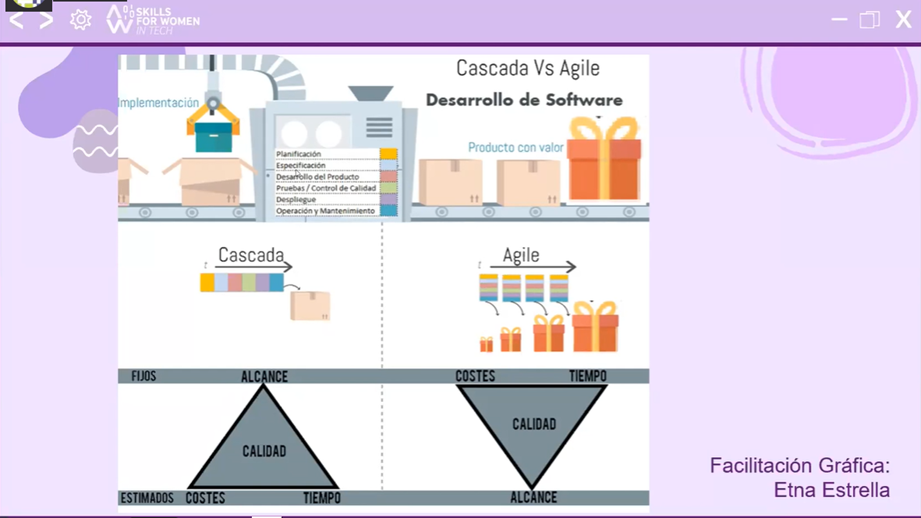 SKILLS
FOR WOMEN
IN TECH
Cascada Vs Agile
Desarrollo de Software
Implementación
Producto con valor
Planificación
Especificación
Desarrollo del Producto
Pruebas / Control de Calidad
Despliegue
Operación y Mantenimiento
Cascada
Agile
FIJOS
ALCANCE
COSTES
TIEMPO
CALIDAD
CALIDAD
ESTIMADOS
COSTES
TIEMPO
ALCANCE
Facilitación Gráfica:
Etna Estrella